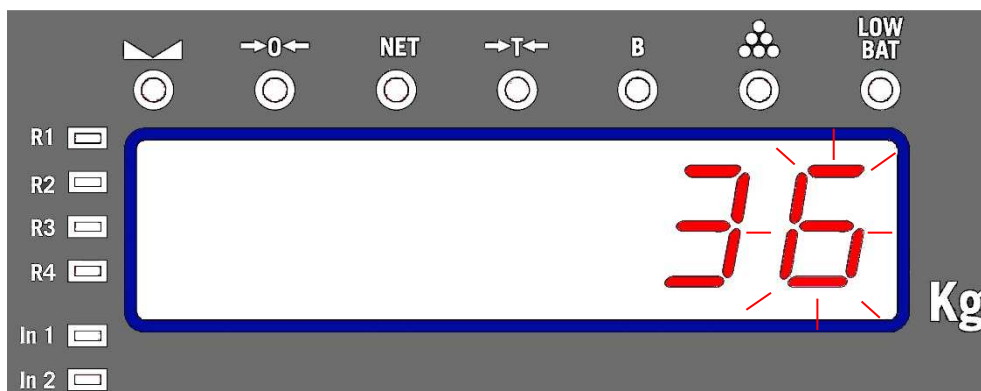 →0← NET →T← B LOW
BAT
R1
R2
36
R3
R4
Kg
In 1
In 2